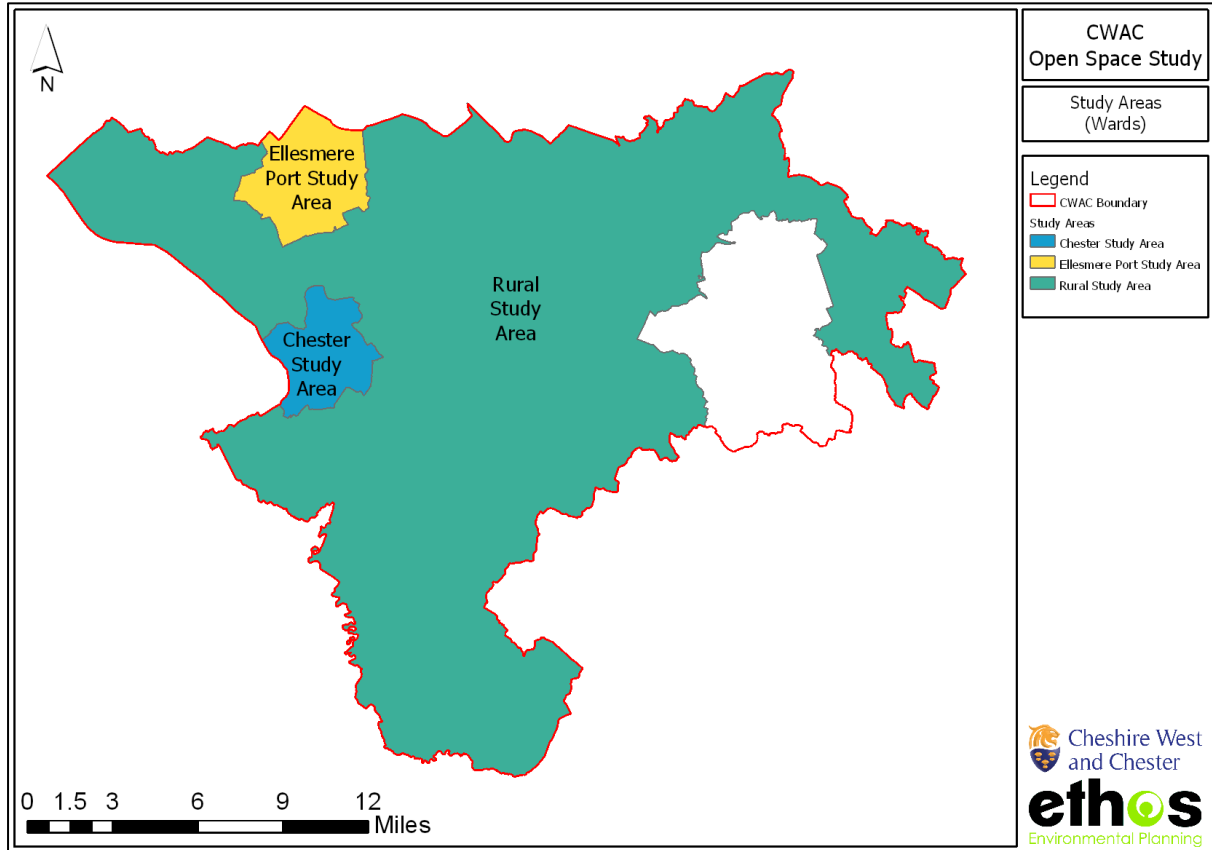 CWAC
Open Space Study
Study Areas
(Wards)
Legend
CWAC Boundary
Study Areas
Chester Study Area
Ellesmere Port Study Area
Rural Study Area
N
Ellesmere
Port Study
Area
Rural
Study
Area
Chester
Study
Area
0 1.5 3 6 9 12
Miles
Cheshire West
and Chester
ethos
Environmental Planning